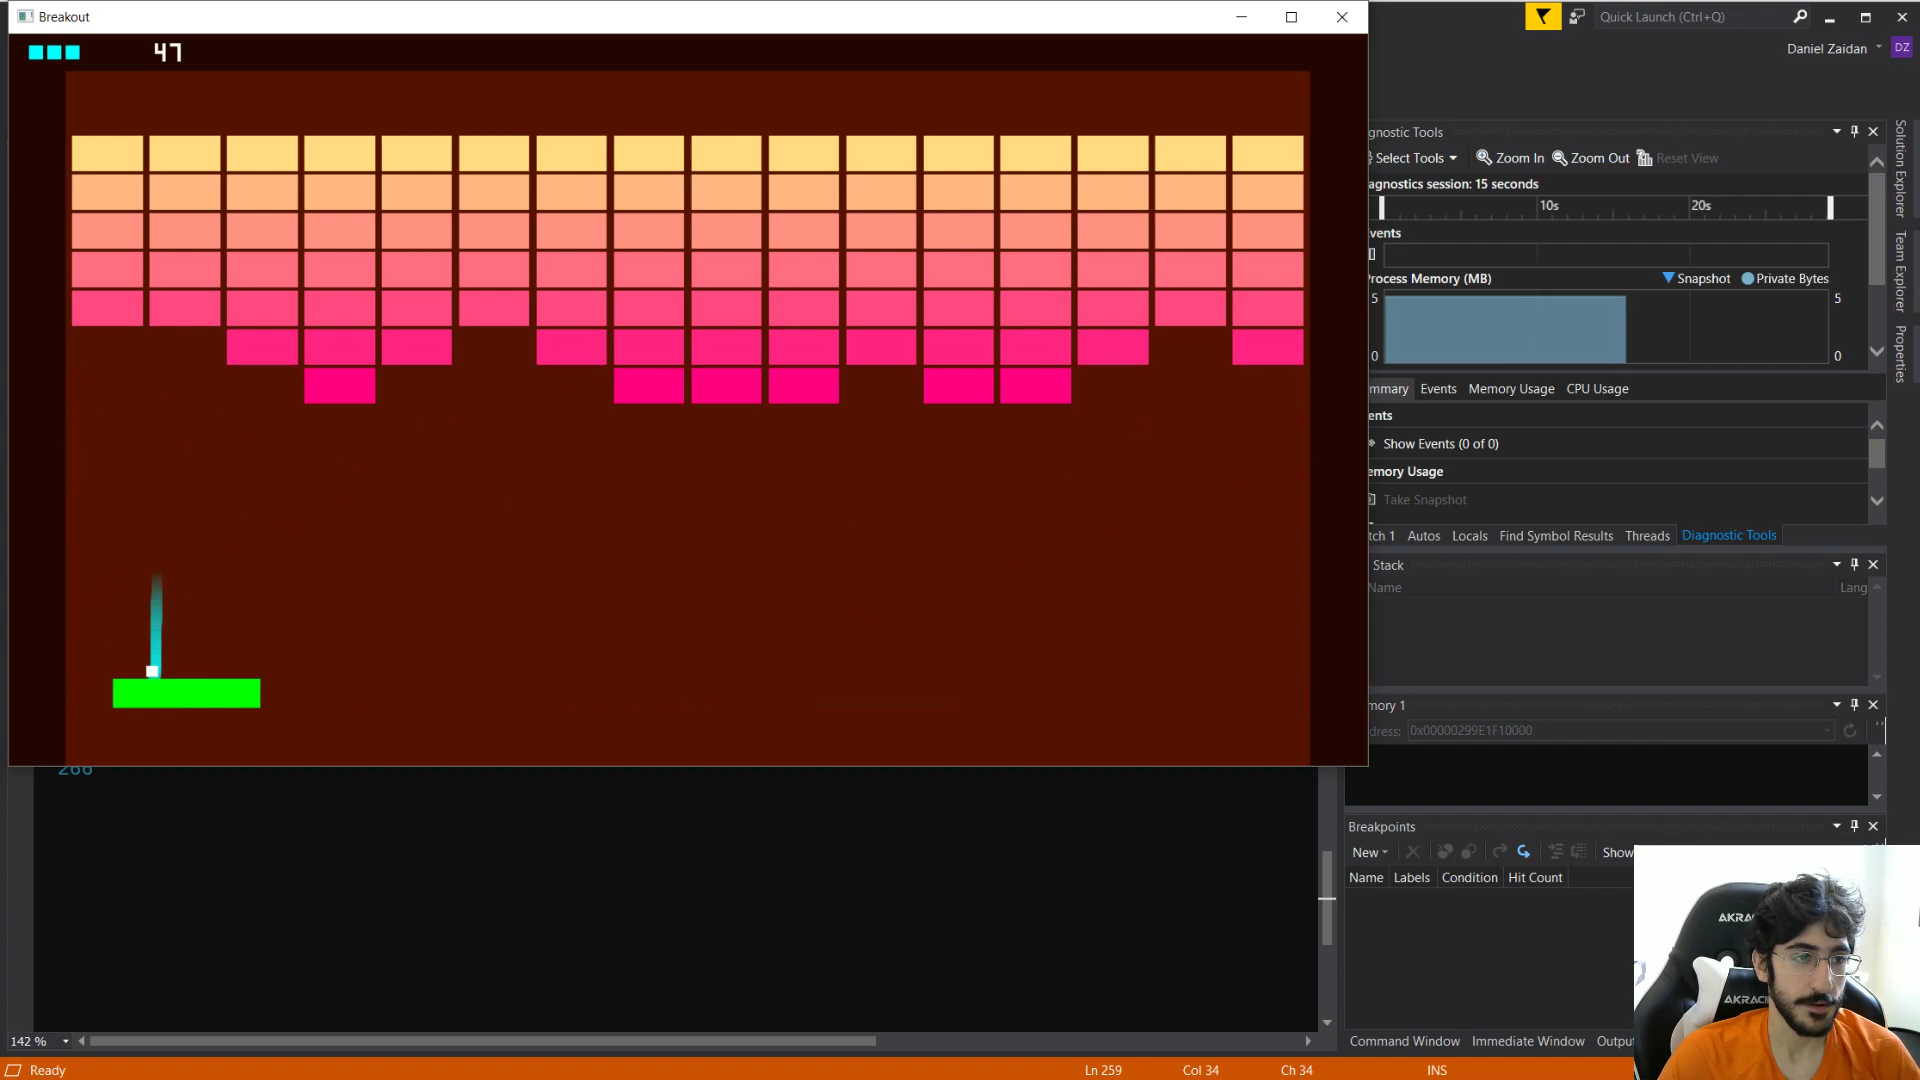 Breakout
Quick Launch (Ctrl+Q)
Daniel Zaidan
DZ
47
gnostic Tools
Select Tools
Zoom In
Zoom Out
Reset View
agnostics session: 15 seconds
10s
20s
vents
rocess Memory (MB)
Snapshot
Private Bytes
5
5
0
0
mmary
Events
Memory Usage
CPU Usage
ents
Show Events (0 of 0)
emory Usage
Take Snapshot
tch 1
Autos
Locals
Find Symbol Results
Threads
Diagnostic Tools
Stack
Name
Lang
mory 1
dress:
0x00000299E1F10000
Breakpoints
New
Show
Name
Labels
Condition
Hit Count
Solution Explorer
Team Explorer
Properties
266
142 %
Command Window
Immediate Window
Outpu
AKRAC
AKRACI
Ready
Ln 259
Col 34
Ch 34
INS